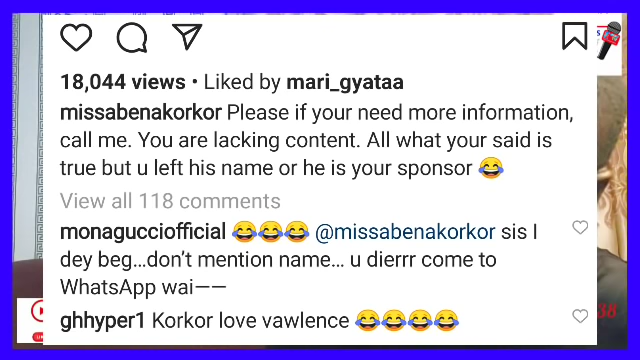 18,044 views • Liked by mari_gyataa
missabenakorkor Please if your need more information,
call me. You are lacking content. All what your said is
true but u left his name or he is your sponsor 😂
View all 118 comments
monagucciofficial 😂😂😂 @missabenakorkor sis I
dey beg...don't mention name... u dierrr come to
WhatsApp wai——
ghhyper1 Korkor love vawlence 😂😂😂😂
38